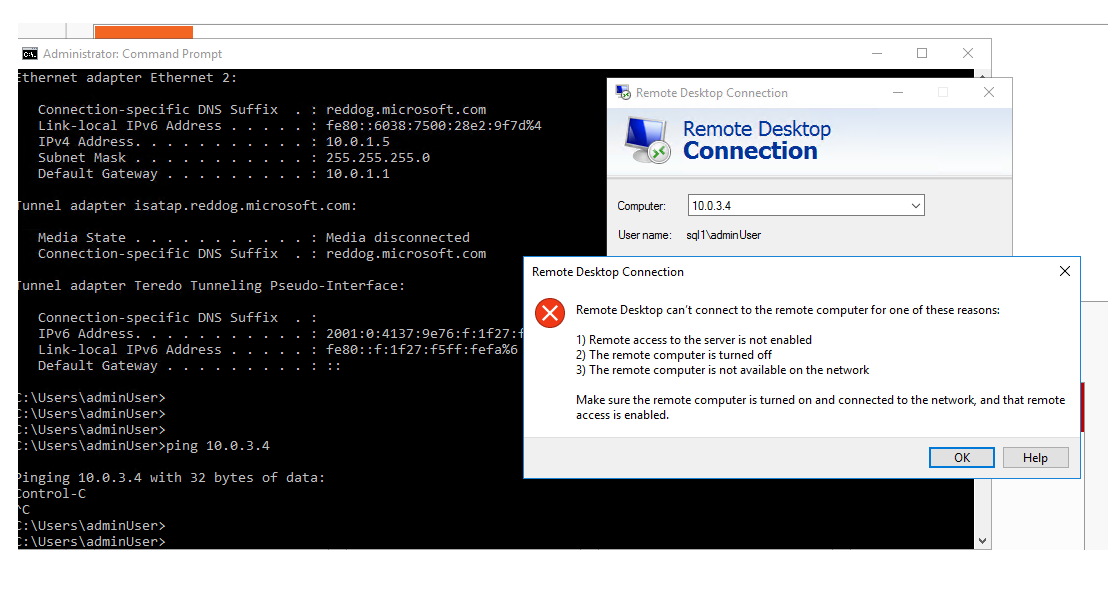 Administrator: Command Prompt
Ethernet adapter Ethernet 2:
Connection-specific DNS Suffix . : reddog.microsoft.com
Link-local IPv6 Address . . . . . : fe80::6038:7500:28e2:9f7d%4
IPv4 Address. . . . . . . . . . . : 10.0.1.5
Subnet Mask . . . . . . . . . . . : 255.255.255.0
Default Gateway . . . . . . . . . : 10.0.1.1
Tunnel adapter isatap.reddog.microsoft.com:
Media State . . . . . . . . . . . : Media disconnected
Connection-specific DNS Suffix . : reddog.microsoft.com
Tunnel adapter Teredo Tunneling Pseudo-Interface:
Connection-specific DNS Suffix . :
IPv6 Address. . . . . . . . . . . : 2001:0:4137:9e76:f:1f27:f
Link-local IPv6 Address . . . . . : fe80::f:1f27:f5ff:fefa%6
Default Gateway . . . . . . . . . : ::
C:\Users\adminUser>
C:\Users\adminUser>
C:\Users\adminUser>
C:\Users\adminUser>ping 10.0.3.4
Pinging 10.0.3.4 with 32 bytes of data:
Control-C
^C
C:\Users\adminUser>
C:\Users\adminUser>
Remote Desktop Connection
Remote Desktop
Connection
Computer: 10.0.3.4
User name: sql1\adminUser
Remote Desktop Connection
Remote Desktop can't connect to the remote computer for one of these reasons:
1) Remote access to the server is not enabled
2) The remote computer is turned off
3) The remote computer is not available on the network
Make sure the remote computer is turned on and connected to the network, and that remote
access is enabled.
OK Help